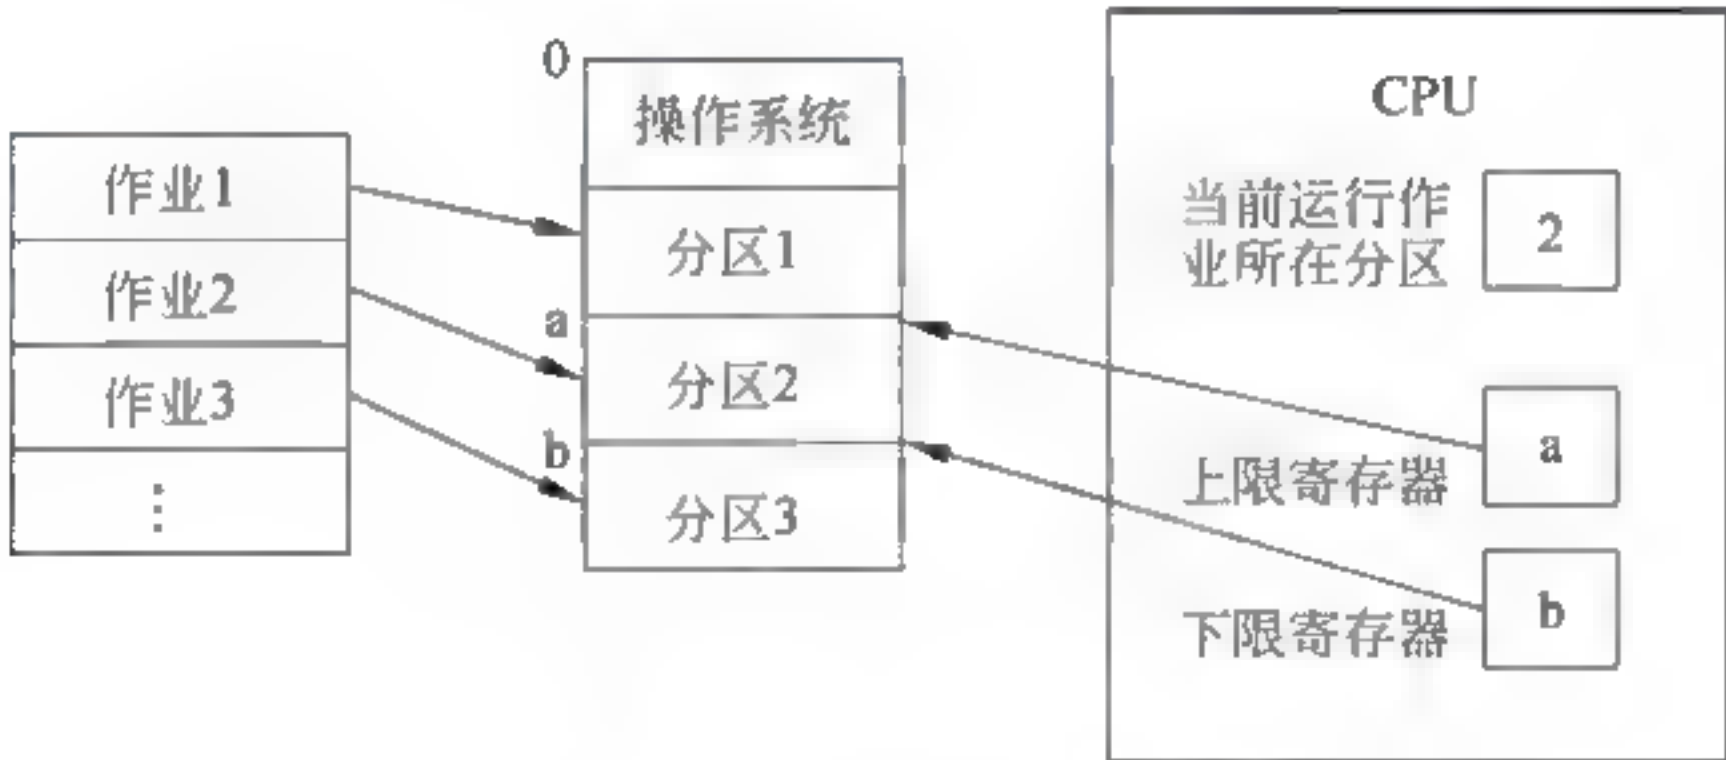 作业1
作业2
作业3
⋮
0
操作系统
分区1
a
分区2
b
分区3
CPU
当前运行作
业所在分区
2
上限寄存器
a
下限寄存器
b